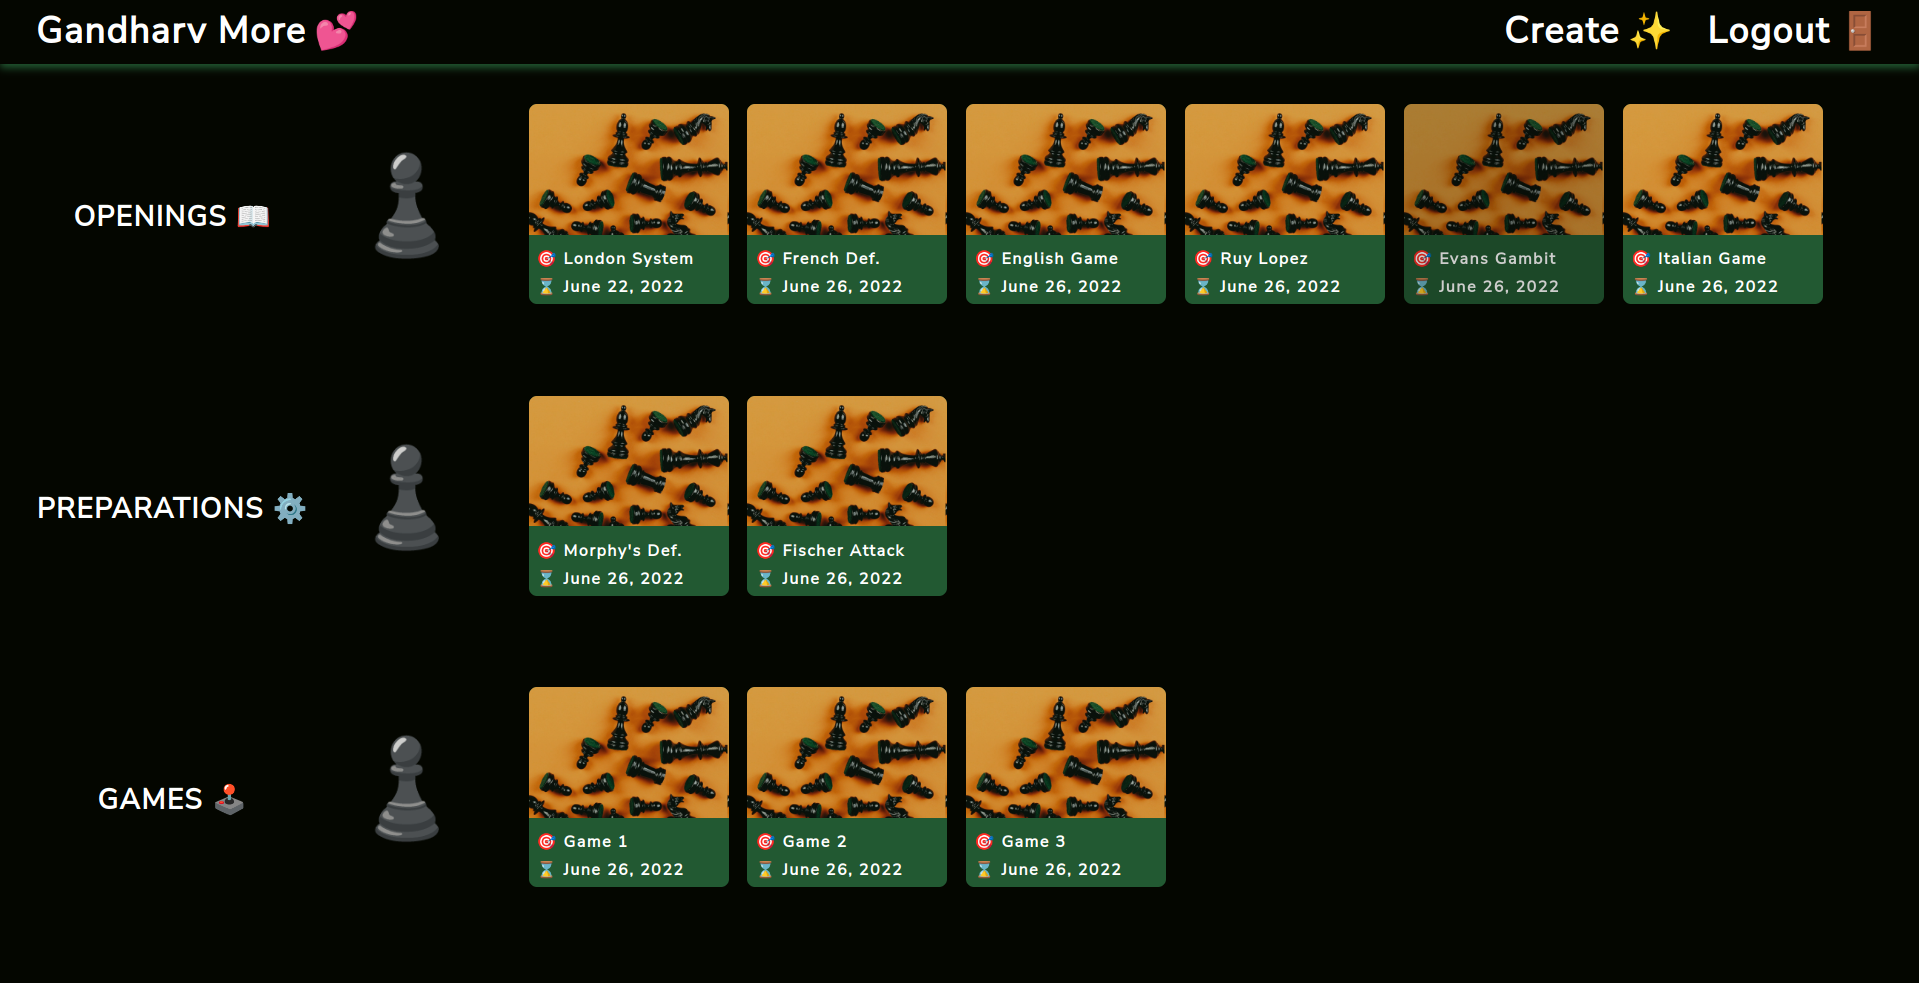 Gandharv More 💕
Create ✨ Logout 🚪
OPENINGS 📖
🎯 London System
⌛ June 22, 2022
🎯 French Def.
⌛ June 26, 2022
🎯 English Game
⌛ June 26, 2022
🎯 Ruy Lopez
⌛ June 26, 2022
🎯 Evans Gambit
⌛ June 26, 2022
🎯 Italian Game
⌛ June 26, 2022
PREPARATIONS ⚙️
🎯 Morphy's Def.
⌛ June 26, 2022
🎯 Fischer Attack
⌛ June 26, 2022
GAMES 🕹️
🎯 Game 1
⌛ June 26, 2022
🎯 Game 2
⌛ June 26, 2022
🎯 Game 3
⌛ June 26, 2022